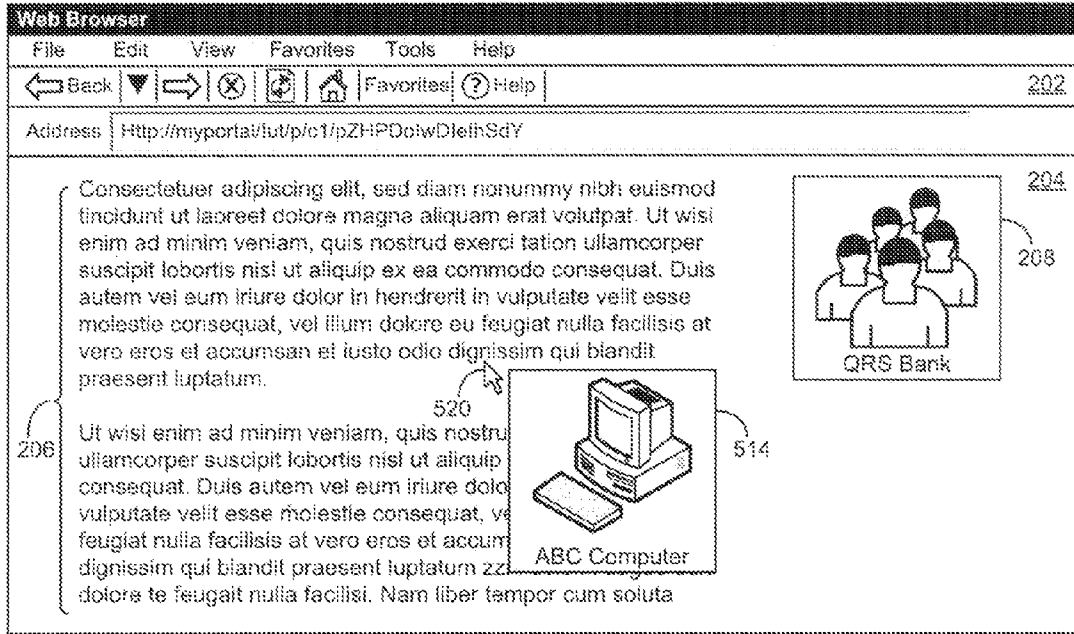 Web Browser
File Edit View Favorites Tools Help
Back Favorites ? Help 202
Address
204
Consectetuer adipiscing elit, sed diam nonummy nibh euismod
tincidunt ut laoreet dolore magna aliquam erat volutpat. Ut wisi
enim ad minim veniam, quis nostrud exerci tation ullamcorper
suscipit lobortis nisl ut aliquip ex ea commodo consequat. Duis
autem vel eum iriure dolor in hendrerit in vulputate velit esse
molestie consequat, vel illum dolore eu feugiat nulla facilisis at
vero eros et accumsan et iusto odio dignissim qui blandit
praesent luptatum.
208
QRS Bank
520
206
Ut wisi enim ad minim veniam, quis nostru
ullamcorper suscipit lobortis nisl ut aliquip
consequat. Duis autem vel eum iriure dolo
vulputate velit esse molestie consequat, ve
feugiat nulla facilisis at vero eros et accum
dignissim qui blandit praesent luptatum zz
dolore te feugait nulla facilisi. Nam liber tempor cum soluta
514
ABC Computer